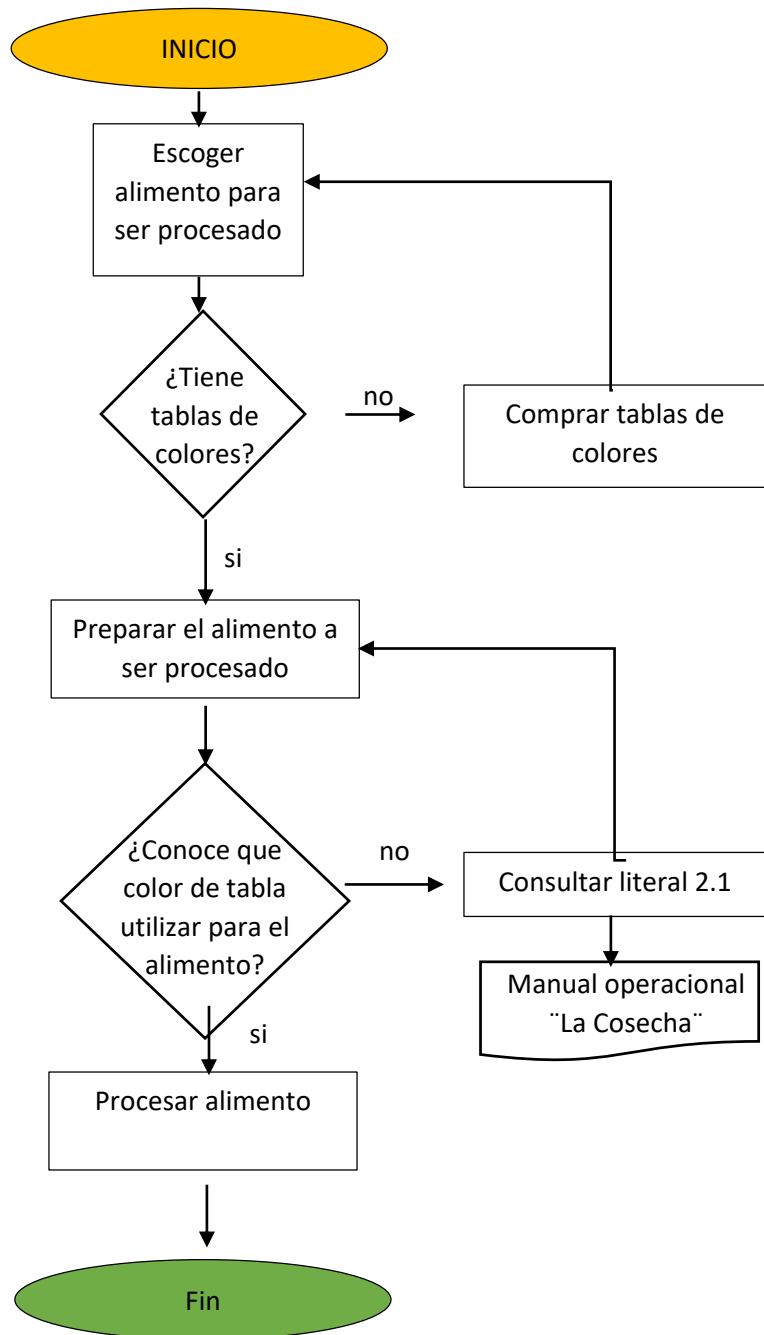 INICIO
Escoger
alimento para
ser procesado
¿Tiene
tablas de
colores?
no
Comprar tablas de
colores
si
Preparar el alimento a
ser procesado
¿Conoce que
color de tabla
utilizar para el
alimento?
no
Consultar literal 2.1
Manual operacional
¨La Cosecha¨
si
Procesar alimento
Fin